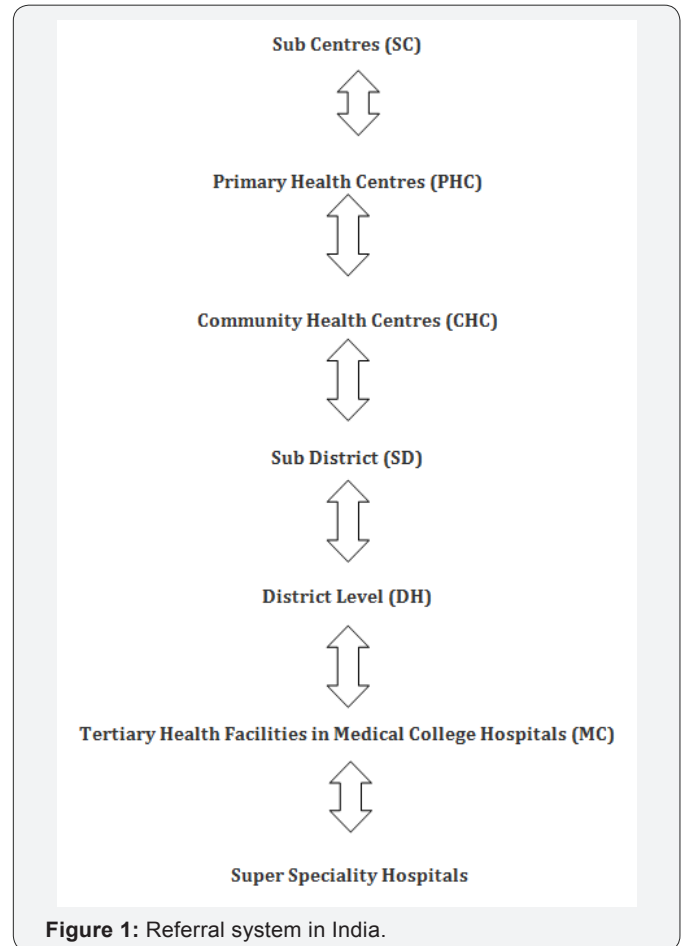 Sub Centres (SC)
Primary Health Centres (PHC)
Community Health Centres (CHC)
Sub District (SD)
District Level (DH)
Tertiary Health Facilities in Medical College Hospitals (MC)
Super Speciality Hospitals
Figure 1: Referral system in India.